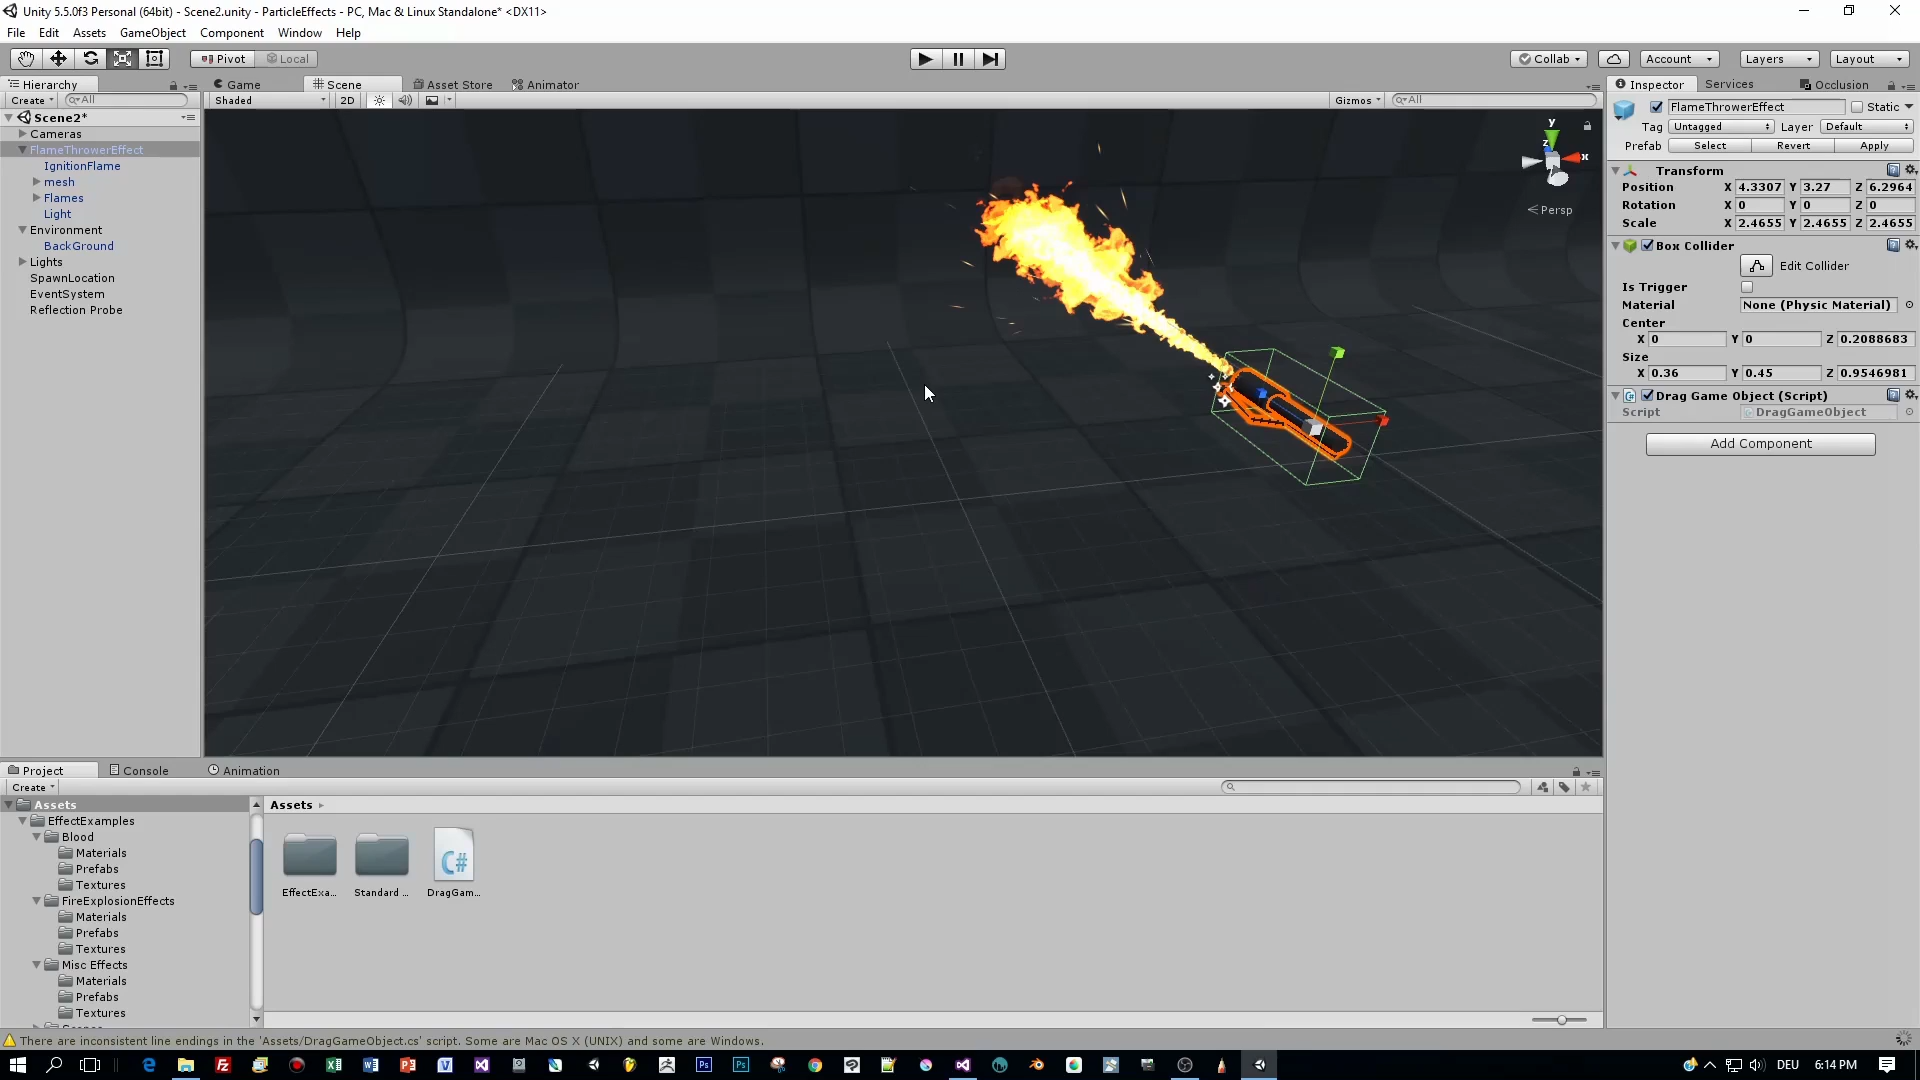 Unity 5.5.0f3 Personal (64bit) - Scene2.unity - ParticleEffects - PC, Mac & Linux Standalone* <DX11>
File Edit Assets GameObject Component Window Help
Pivot Local Collab Account Layers Layout
Hierarchy Game Scene Asset Store Animator Inspector Services Occlusion
Create All Shaded 2D Gizmos All
FlameThrowerEffect Static
Tag Untagged Layer Default
Prefab Select Revert Apply
Scene2*
Cameras
FlameThrowerEffect
IgnitionFlame
mesh
Flames
Light
Environment
BackGround
Lights
SpawnLocation
EventSystem
Reflection Probe
y
z
x
Persp
Transform
Position X 4.3307 Y 3.27 Z 6.2964
Rotation X 0 Y 0 Z 0
Scale X 2.4655 Y 2.4655 Z 2.4655
Box Collider
Edit Collider
Is Trigger
Material None (Physic Material)
Center
X 0 Y 0 Z 0.2088683
Size
X 0.36 Y 0.45 Z 0.9546981
Drag Game Object (Script)
Script DragGameObject
Add Component
Project Console Animation
Create
Assets
EffectExamples
Blood
Materials
Prefabs
Textures
FireExplosionEffects
Materials
Prefabs
Textures
Misc Effects
Materials
Prefabs
Textures
Assets
C#
EffectExa... Standard ... DragGam...
There are inconsistent line endings in the 'Assets/DragGameObject.cs' script. Some are Mac OS X (UNIX) and some are Windows.
Ps Ps DEU 6:14 PM